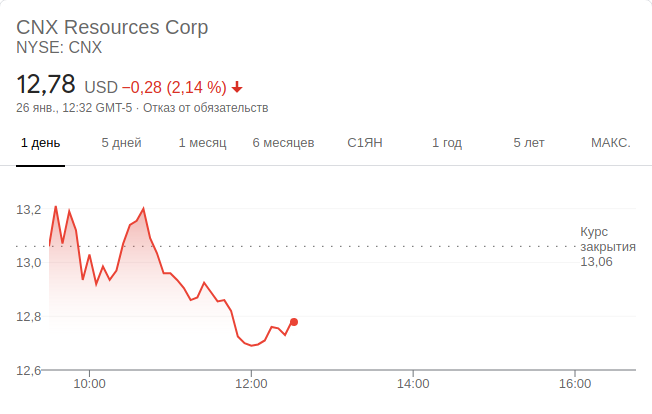 CNX Resources Corp
NYSE: CNX
12,78 USD −0,28 (2,14 %)
26 янв., 12:32 GMT-5 · Отказ от обязательств
1 день 5 дней 1 месяц 6 месяцев С1ЯН 1 год 5 лет МАКС.
13,2
Курс
закрытия
13,06
13,0
12,8
12,6
10:00 12:00 14:00 16:00